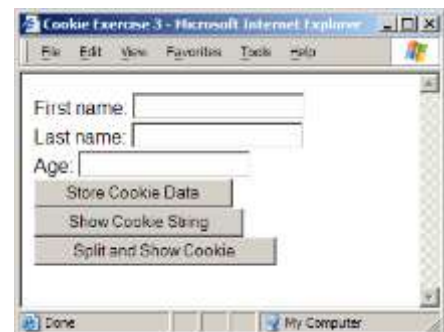 Cookie Exercise 3 - Microsoft Internet Explorer
File Edit View Favorites Tools Help
First name:
Last name:
Age:
Store Cookie Data
Show Cookie String
Split and Show Cookie
Done My Computer